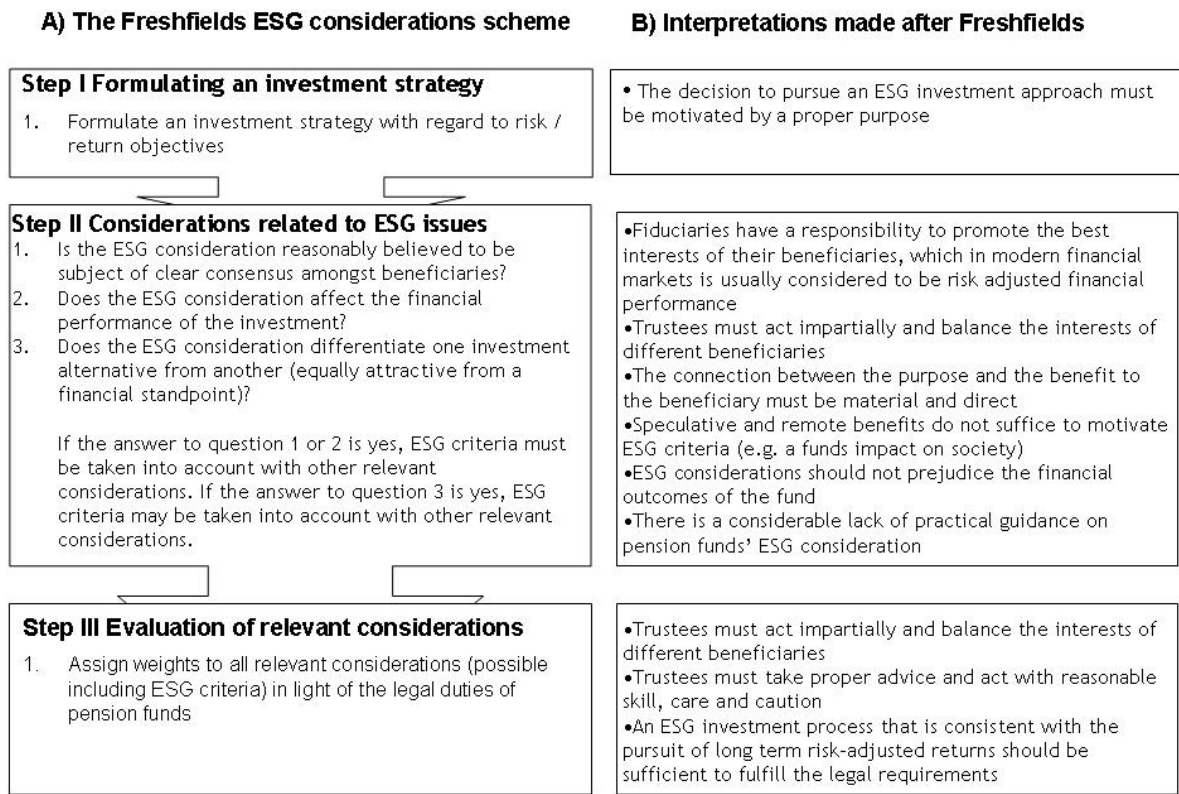 A) The Freshfields ESG considerations scheme
Step I Formulating an investment strategy
1. Formulate an investment strategy with regard to risk /
return objectives
Step II Considerations related to ESG issues
1. Is the ESG consideration reasonably believed to be
subject of clear consensus amongst beneficiaries?
2. Does the ESG consideration affect the financial
performance of the investment?
3. Does the ESG consideration differentiate one investment
alternative from another (equally attractive from a
financial standpoint)?
If the answer to question 1 or 2 is yes, ESG criteria must
be taken into account with other relevant
considerations. If the answer to question 3 is yes, ESG
criteria may be taken into account with other relevant
considerations.
Step III Evaluation of relevant considerations
1. Assign weights to all relevant considerations (possible
including ESG criteria) in light of the legal duties of
pension funds
B) Interpretations made after Freshfields
• The decision to pursue an ESG investment approach must
be motivated by a proper purpose
•Fiduciaries have a responsibility to promote the best
interests of their beneficiaries, which in modern financial
markets is usually considered to be risk adjusted financial
performance
•Trustees must act impartially and balance the interests of
different beneficiaries
•The connection between the purpose and the benefit to
the beneficiary must be material and direct
•Speculative and remote benefits do not suffice to motivate
ESG criteria (e.g. a funds impact on society)
•ESG considerations should not prejudice the financial
outcomes of the fund
•There is a considerable lack of practical guidance on
pension funds’ ESG consideration
•Trustees must act impartially and balance the interests of
different beneficiaries
•Trustees must take proper advice and act with reasonable
skill, care and caution
•An ESG investment process that is consistent with the
pursuit of long term risk-adjusted returns should be
sufficient to fulfill the legal requirements